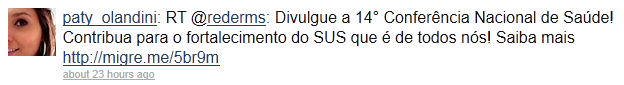 paty_olandini: RT @rederms: Divulgue a 14° Conferência Nacional de Saúde!
Contribua para o fortalecimento do SUS que é de todos nós! Saiba mais
http://migre.me/5br9m
about 23 hours ago